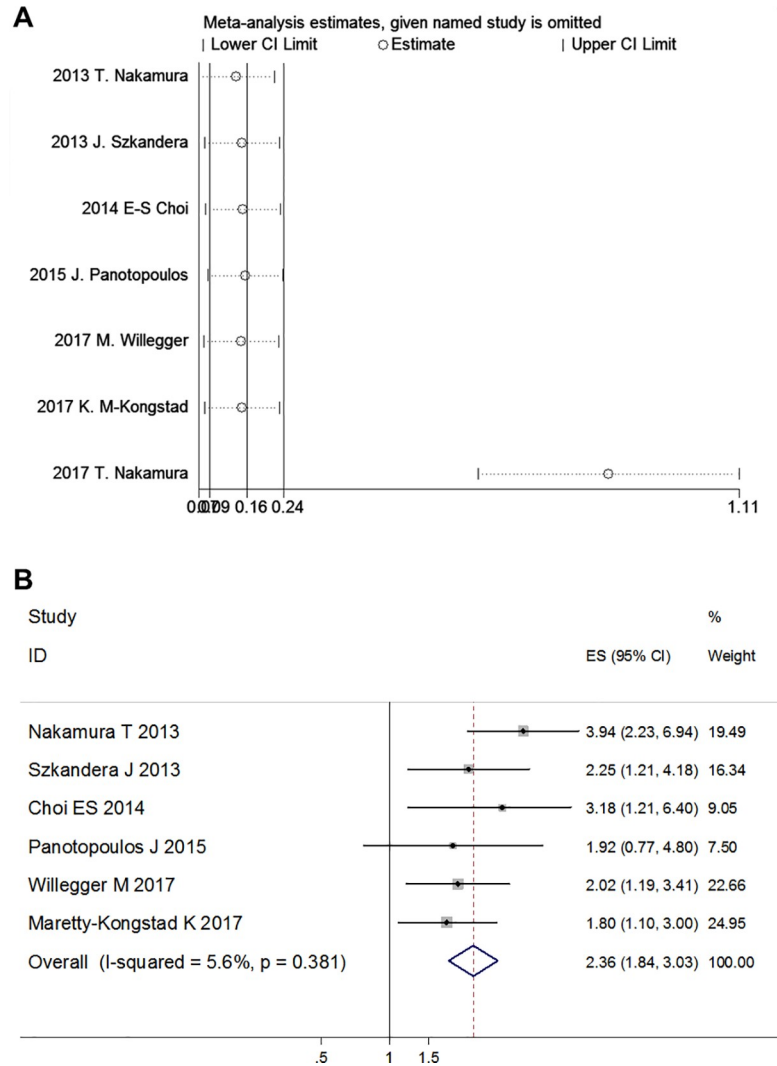 A
Meta-analysis estimates, given named study is omitted
| Lower CI Limit ○ Estimate | Upper CI Limit
2013 T. Nakamura
2013 J. Szkandera
2014 E-S Choi
2015 J. Panotopoulos
2017 M. Willegger
2017 K. M-Kongstad
2017 T. Nakamura
0.07 0.09 0.16 0.24 1.11
B
Study %
ID ES (95% CI) Weight
Nakamura T 2013 3.94 (2.23, 6.94) 19.49
Szkandera J 2013 2.25 (1.21, 4.18) 16.34
Choi ES 2014 3.18 (1.21, 6.40) 9.05
Panotopoulos J 2015 1.92 (0.77, 4.80) 7.50
Willegger M 2017 2.02 (1.19, 3.41) 22.66
Maretty-Kongstad K 2017 1.80 (1.10, 3.00) 24.95
Overall (I-squared = 5.6%, p = 0.381) 2.36 (1.84, 3.03) 100.00
.5 1 1.5